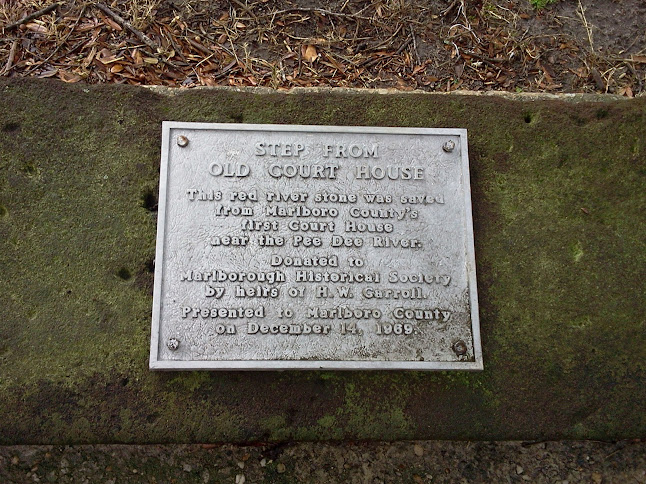 STEP FROM
OLD COURT HOUSE
This red river stone was saved
from Marlboro County's
first Court House
near the Pee Dee River.
Donated to
Marlborough Historical Society
by heirs of H. W. Carroll.
Presented to Marlboro County
on December 14, 1969.